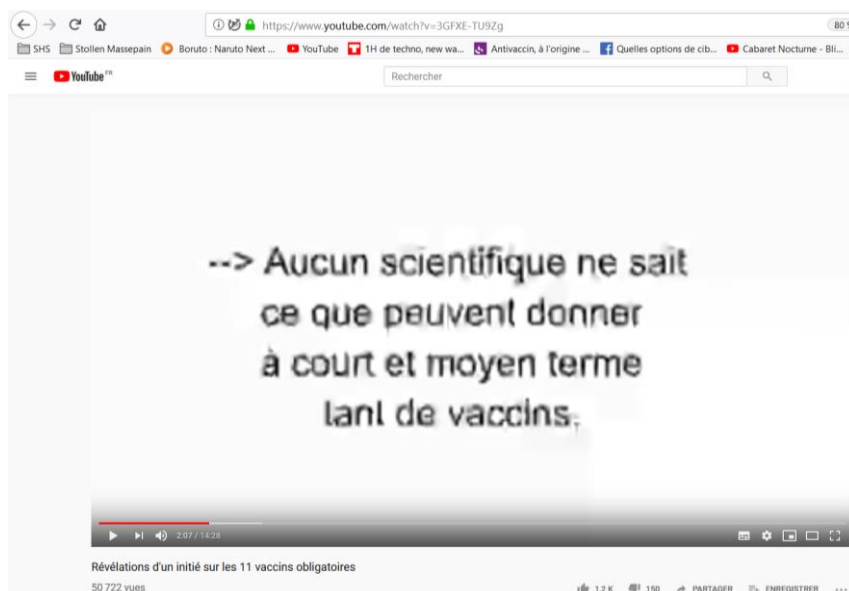 https://www.youtube.com/watch?v=3GFXE-TU9Zg 80 %
SHS Stollen Massepain Boruto : Naruto Next ... YouTube 1H de techno, new wa... Antivaccin, à l'origine ... Quelles options de cib... Cabaret Nocturne - Bli...
YouTube FR Rechercher
--> Aucun scientifique ne sait
ce que peuvent donner
à court et moyen terme
tant de vaccins.
2:07 / 14:28
Révélations d'un initié sur les 11 vaccins obligatoires
50 722 vues 1,2 K 150 PARTAGER ENREGISTRER ...